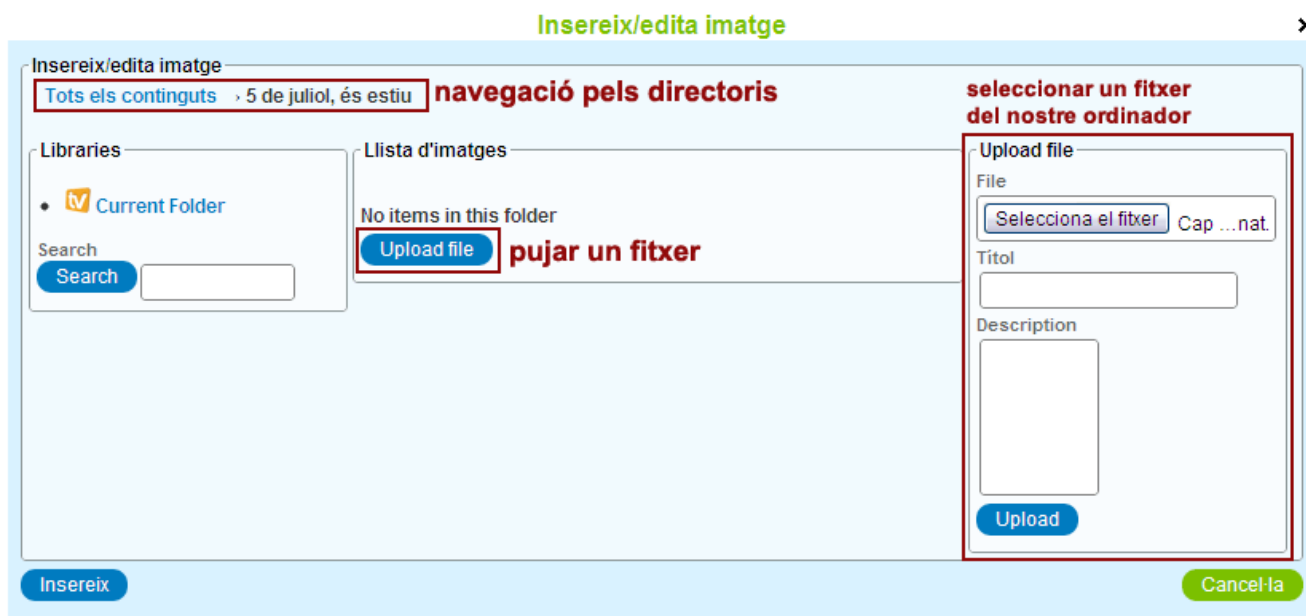 Insereix/edita imatge
×
Insereix/edita imatge
Tots els continguts › 5 de juliol, és estiu
navegació pels directoris
seleccionar un fitxer
del nostre ordinador
Libraries
• tv Current Folder
Search
Search
Llista d'imatges
No items in this folder
Upload file
pujar un fitxer
Upload file
File
Selecciona el fitxer Cap ...nat.
Títol
Description
Upload
Insereix
Cancel·la